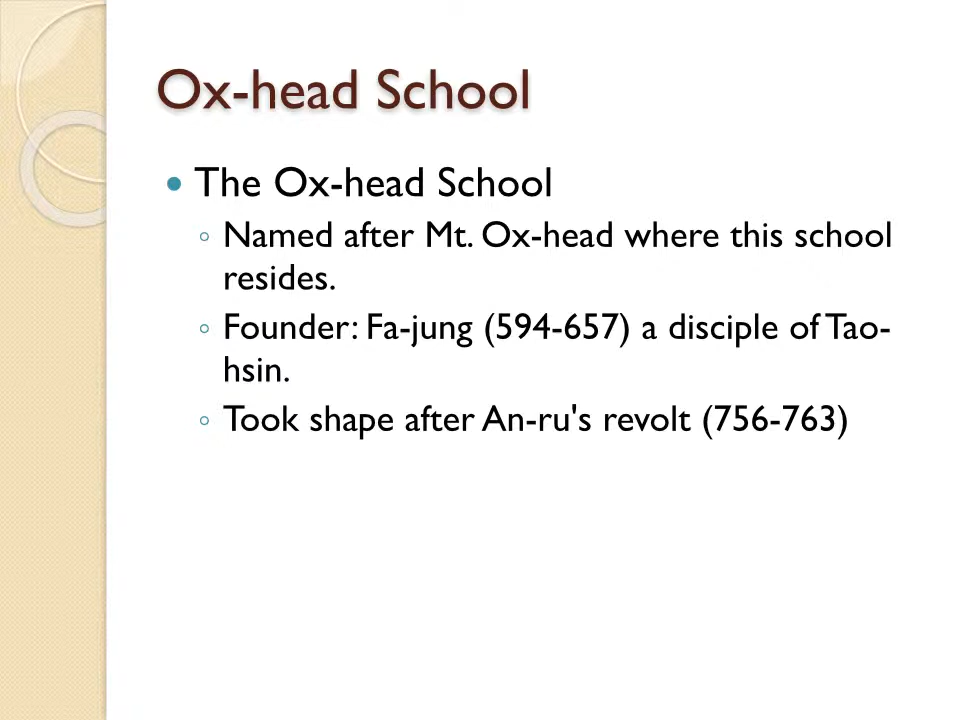 Ox-head School
• The Ox-head School
◦ Named after Mt. Ox-head where this school
resides.
◦ Founder: Fa-jung (594-657) a disciple of Tao-
hsin.
◦ Took shape after An-ru's revolt (756-763)